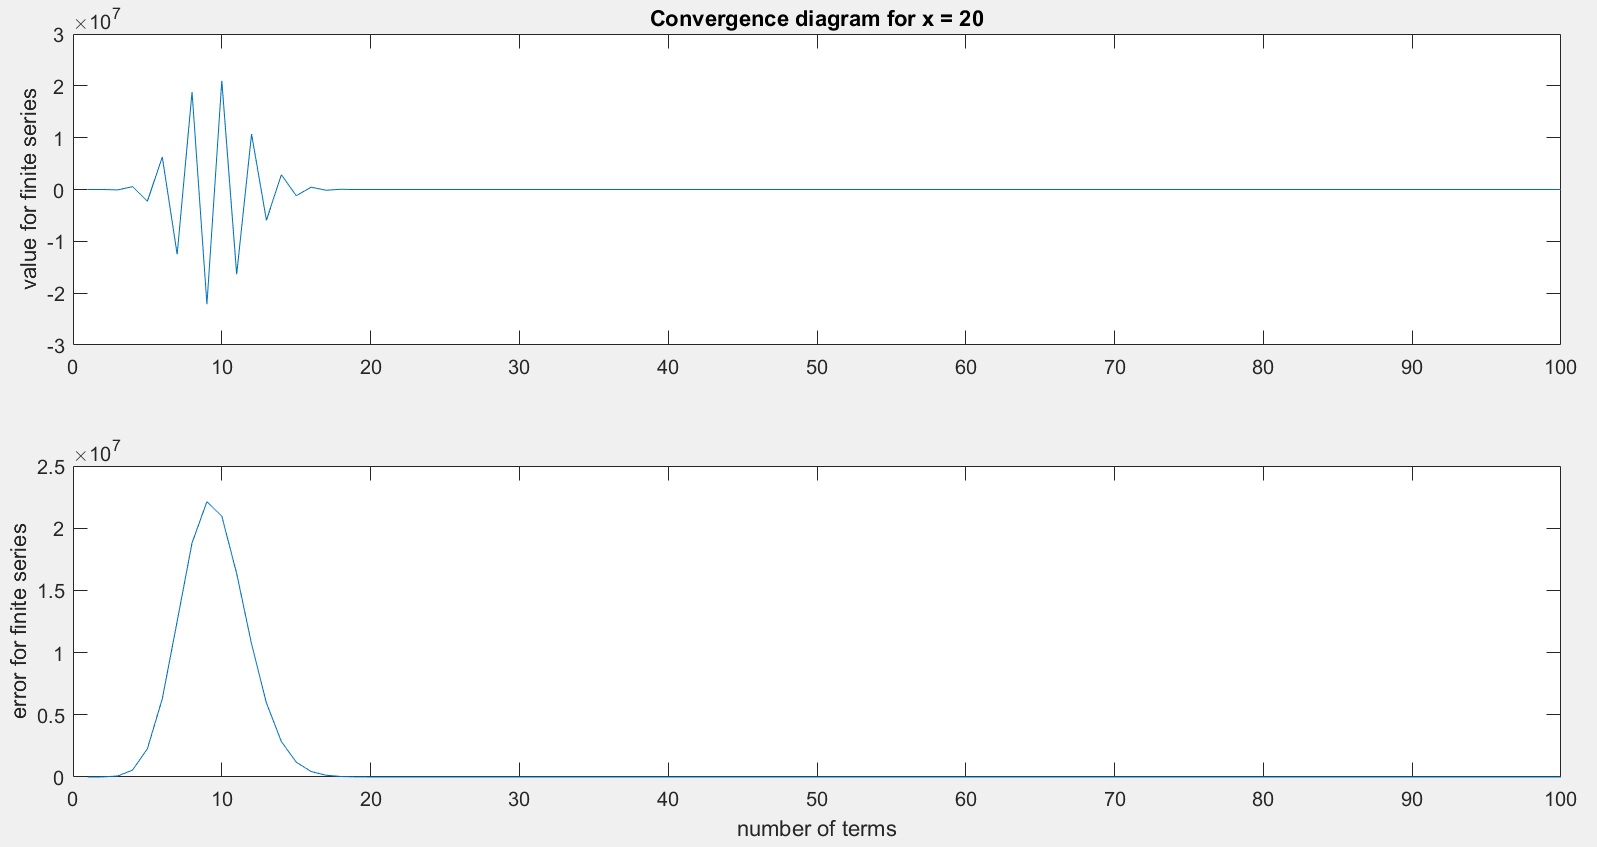 Convergence diagram for x = 20
×10^7
3
2
1
0
-1
-2
-3
value for finite series
0 10 20 30 40 50 60 70 80 90 100
×10^7
2.5
2
1.5
1
0.5
0
error for finite series
0 10 20 30 40 50 60 70 80 90 100
number of terms